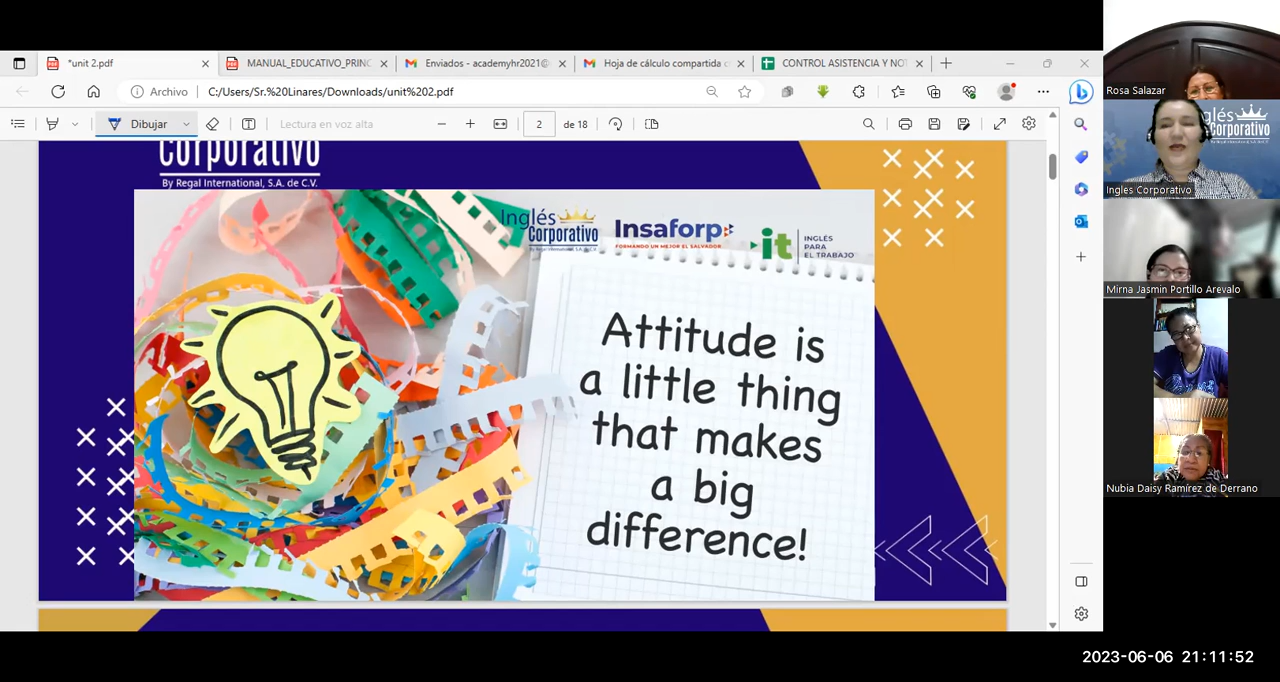 *unit 2.pdf
MANUAL_EDUCATIVO_PRINC
Enviados - academyhr2021@
Hoja de cálculo compartida
CONTROL ASISTENCIA Y NOT
Archivo
C:/Users/Sr.%20Linares/Downloads/unit%202.pdf
Dibujar
Lectura en voz alta
2
de 18
Corporativo
By Regal International, S.A. de C.V.
Inglés
Corporativo
Insaforp
FORMANDO UN MEJOR EL SALVADOR
it
INGLÉS
PARA
EL TRABAJO
Attitude is
a little thing
that makes
a big
difference!
Rosa Salazar
glés
Corporativo
Ingles Corporativo
Mirna Jasmin Portillo Arevalo
Nubia Daisy Ramírez de Derrano
2023-06-06 21:11:52